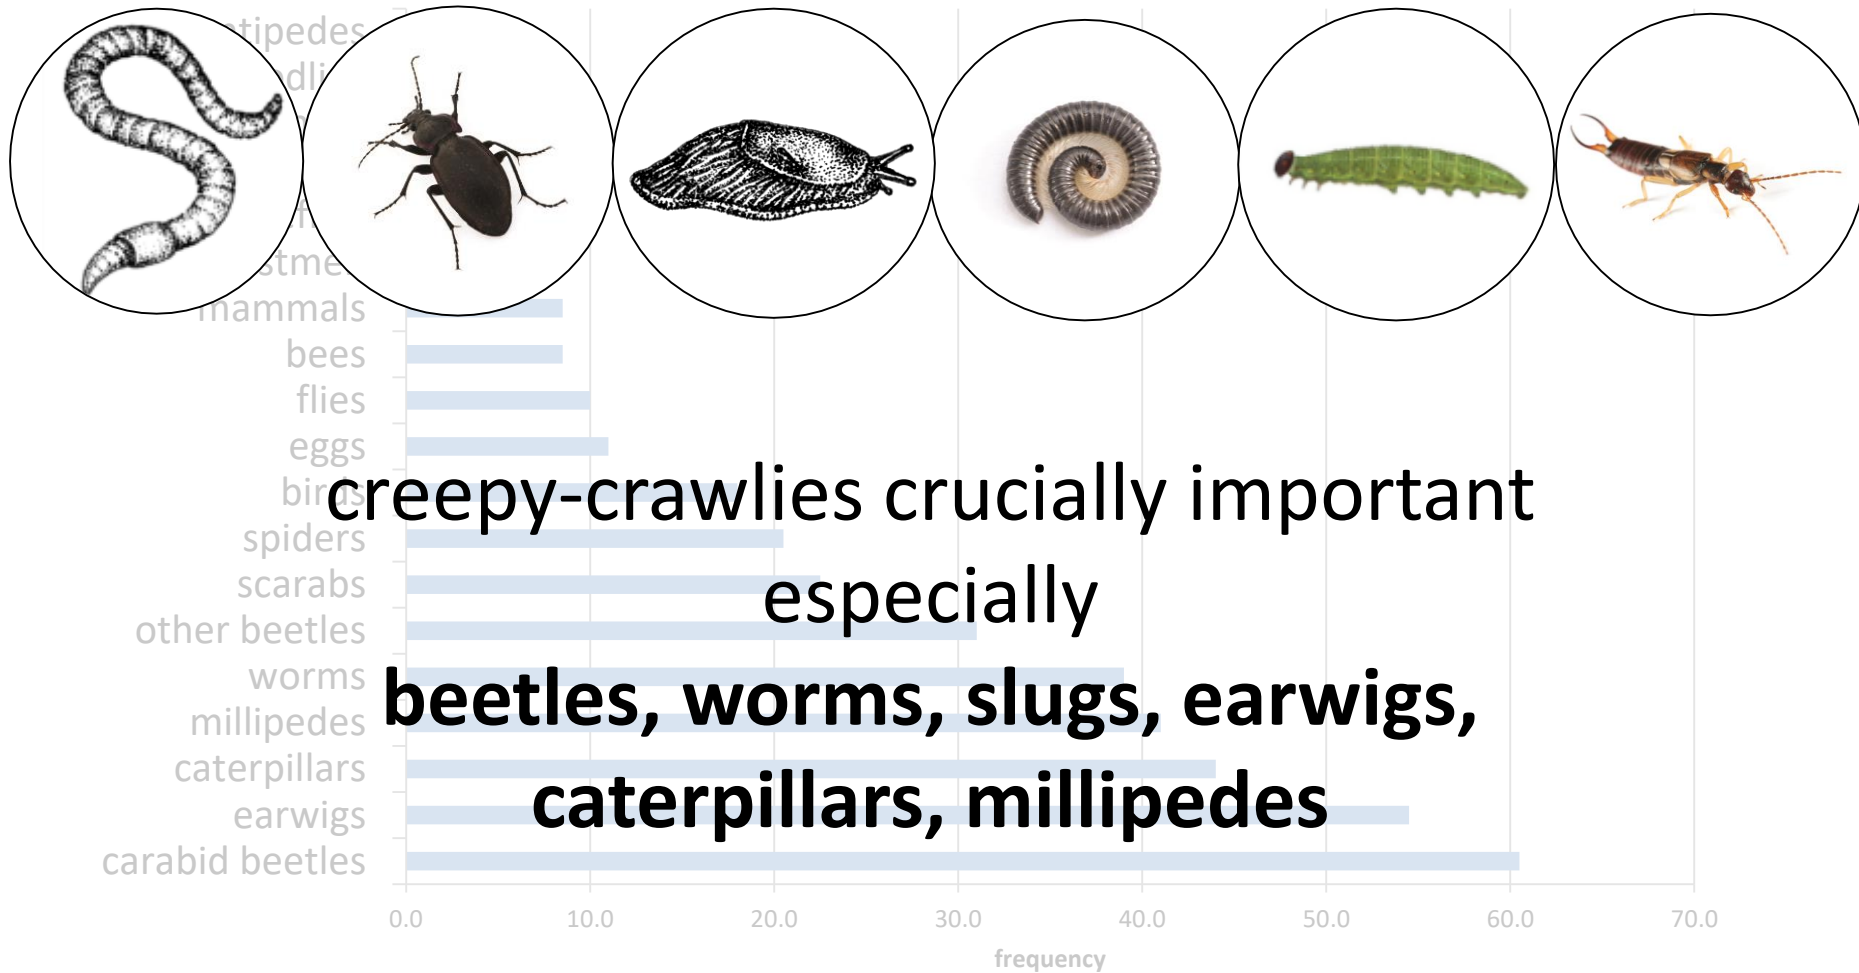 mammals
bees
flies
eggs
birds
spiders
scarabs
other beetles
worms
millipedes
caterpillars
earwigs
carabid beetles
creepy-crawlies crucially important
especially
beetles, worms, slugs, earwigs,
caterpillars, millipedes
0.0 10.0 20.0 30.0 40.0 50.0 60.0 70.0
frequency